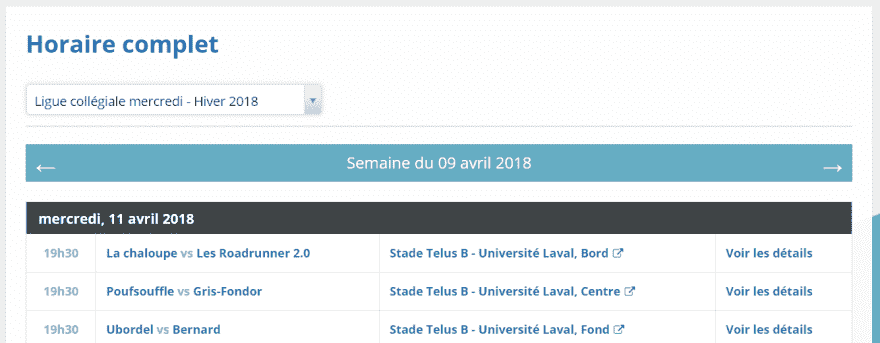 Horaire complet
Ligue collégiale mercredi - Hiver 2018
← Semaine du 09 avril 2018 →
mercredi, 11 avril 2018
19h30 La chaloupe vs Les Roadrunner 2.0 Stade Telus B - Université Laval, Bord Voir les détails
19h30 Poufsouffle vs Gris-Fondor Stade Telus B - Université Laval, Centre Voir les détails
19h30 Ubordel vs Bernard Stade Telus B - Université Laval, Fond Voir les détails